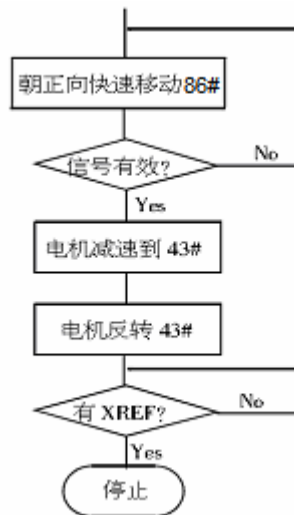 朝正向快速移动86#
信号有效?
No
Yes
电机减速到 43#
电机反转 43#
有 XREF?
No
Yes
停止